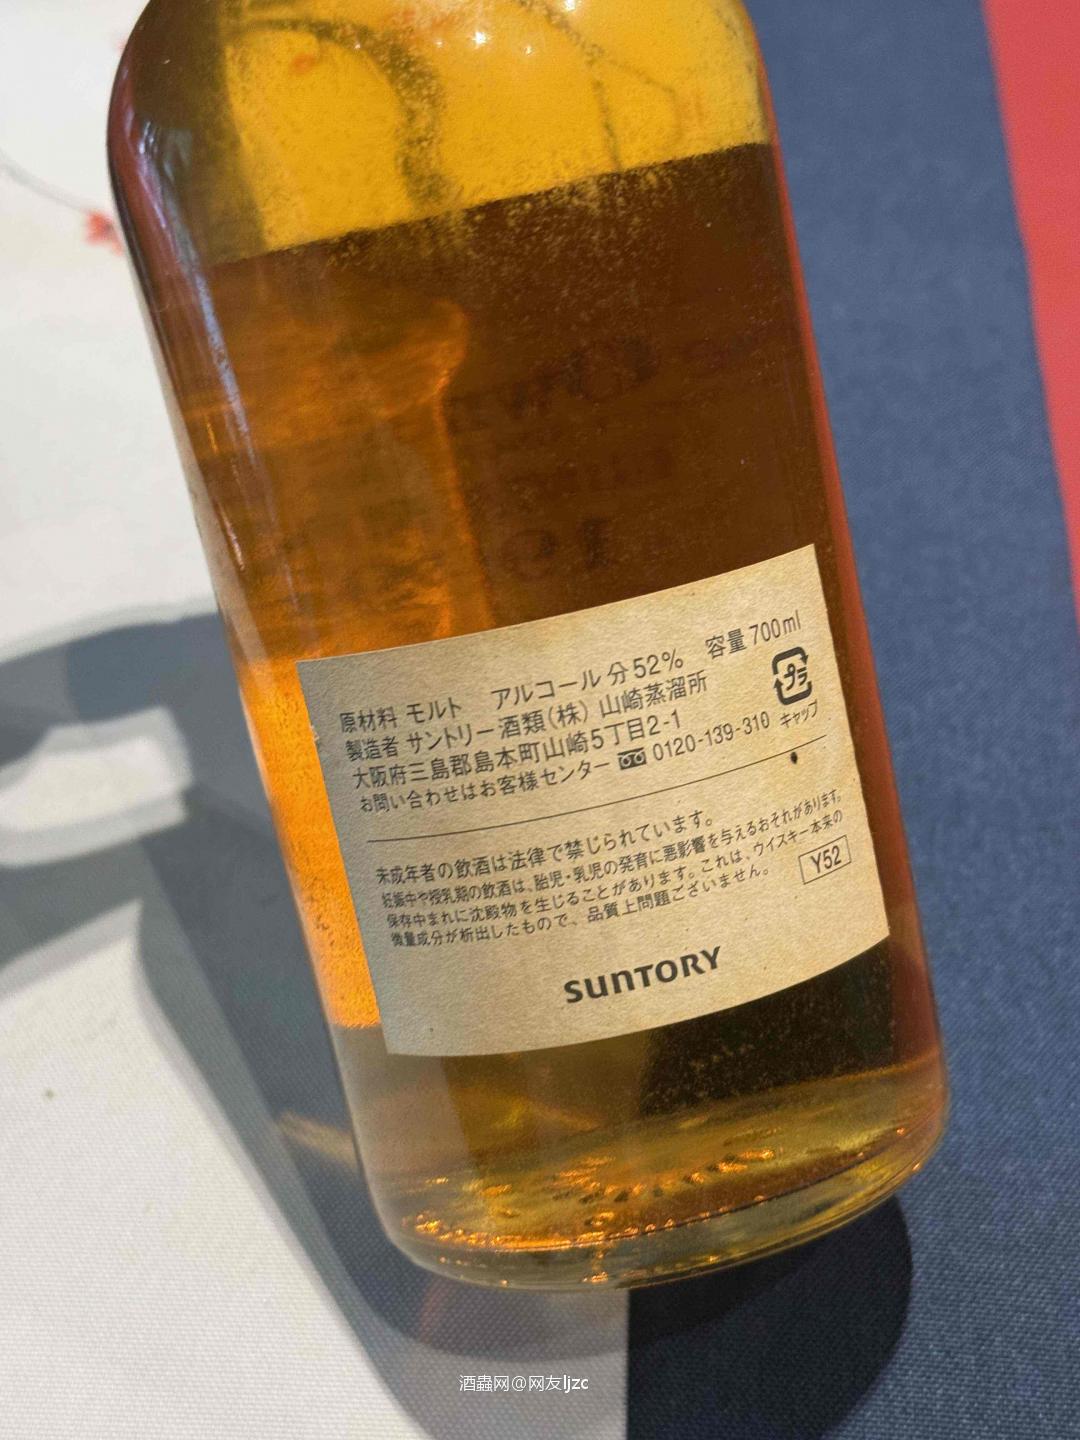 原材料 モルト　アルコール分52%　容量700ml
製造者 サントリー酒類(株) 山崎蒸溜所
大阪府三島郡島本町山崎5丁目2-1
お問い合わせはお客様センター 0120-139-310
プラ
キャップ
未成年者の飲酒は法律で禁じられています。
妊娠中や授乳期の飲酒は、胎児・乳児の発育に悪影響を与えるおそれがあります。
保存中まれに沈殿物を生じることがあります。これは、ウイスキー本来の
微量成分が析出したもので、品質上問題ございません。
Y52
SUNTORY
酒蟲网@网友ljzc